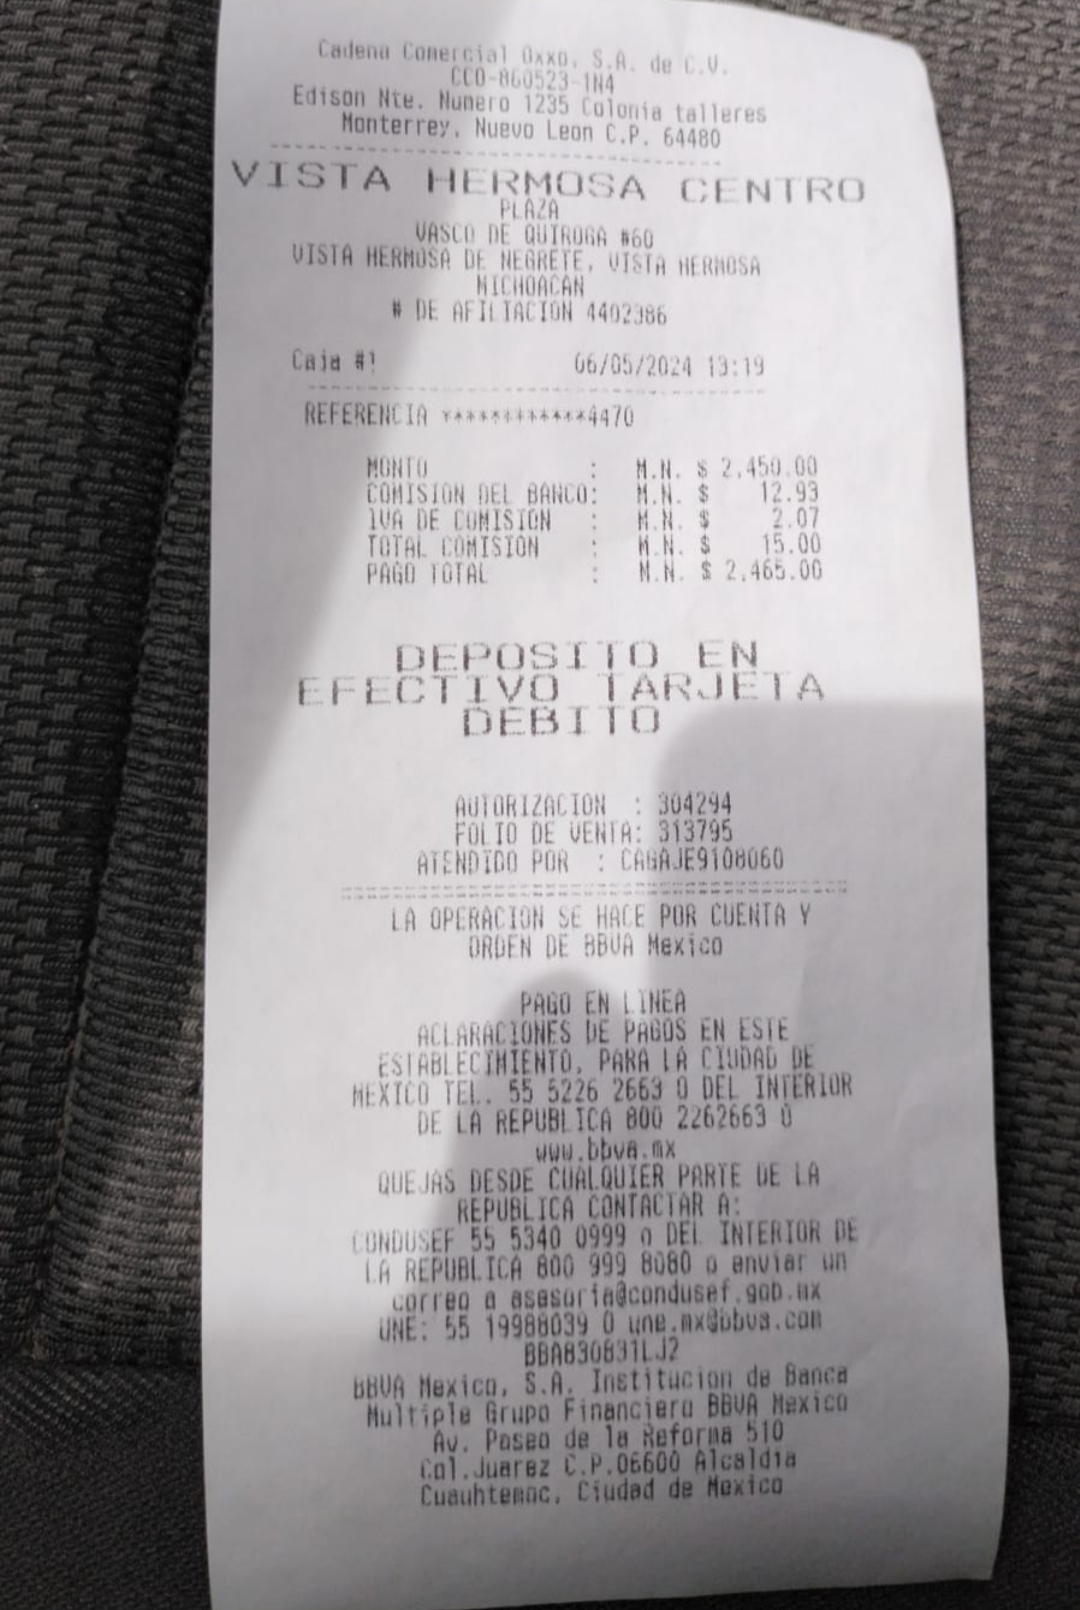 Cadena Comercial Oxxo, S.A. de C.V.
CCO-860523-1N4
Edison Nte. Numero 1235 Colonia talleres
Monterrey, Nuevo Leon C.P. 64480
VISTA HERMOSA CENTRO
PLAZA
VASCO DE QUIROGA #60
VISTA HERMOSA DE NEGRETE, VISTA HERMOSA
MICHOACAN
# DE AFILIACION 4402386
Caja #1 06/05/2024 13:19
REFERENCIA ************4470
MONTO : M.N. $ 2,450.00
COMISION DEL BANCO: M.N. $ 12.93
IVA DE COMISION : M.N. $ 2.07
TOTAL COMISION : M.N. $ 15.00
PAGO TOTAL : M.N. $ 2,465.00
DEPOSITO EN
EFECTIVO TARJETA
DEBITO
AUTORIZACION : 304294
FOLIO DE VENTA: 313795
ATENDIDO POR : CAGAJE9108060
LA OPERACION SE HACE POR CUENTA Y
ORDEN DE BBVA Mexico
PAGO EN LINEA
ACLARACIONES DE PAGOS EN ESTE
ESTABLECIMIENTO, PARA LA CIUDAD DE
MEXICO TEL. 55 5226 2663 O DEL INTERIOR
DE LA REPUBLICA 800 2262663 O
www.bbva.mx
QUEJAS DESDE CUALQUIER PARTE DE LA
REPUBLICA CONTACTAR A:
CONDUSEF 55 5340 0999 o DEL INTERIOR DE
LA REPUBLICA 800 999 8080 o enviar un
correo a asesoria@condusef.gob.mx
UNE: 55 19988039 O une.mx@bbva.com
BBA830831LJ2
BBVA Mexico, S.A. Institucion de Banca
Multiple Grupo Financiero BBVA Mexico
Av. Paseo de la Reforma 510
Col.Juarez C.P.06600 Alcaldia
Cuauhtemoc, Ciudad de Mexico